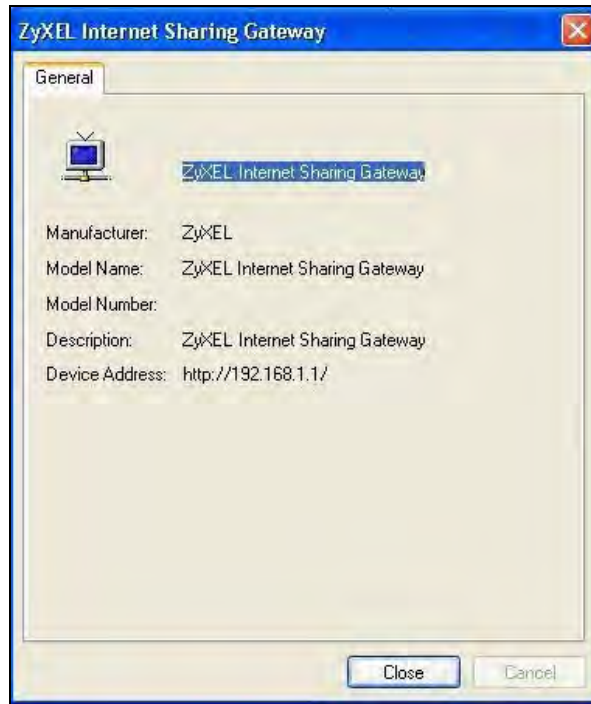 ZyXEL Internet Sharing Gateway
General
ZyXEL Internet Sharing Gateway
Manufacturer: ZyXEL
Model Name: ZyXEL Internet Sharing Gateway
Model Number:
Description: ZyXEL Internet Sharing Gateway
Device Address: http://192.168.1.1/
Close Cancel